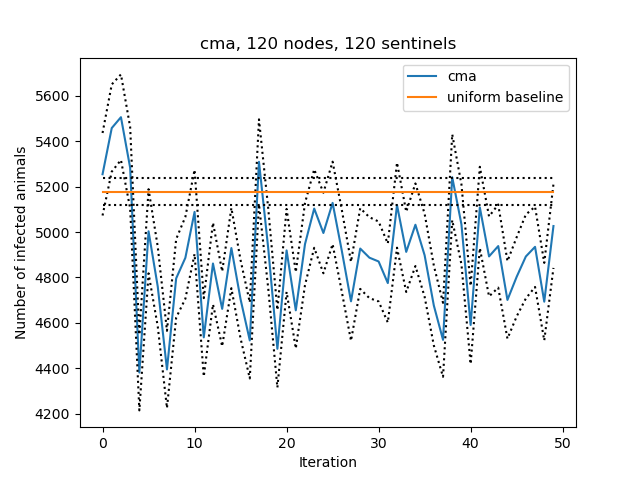 cma, 120 nodes, 120 sentinels
cma
uniform baseline
Number of infected animals
5600
5400
5200
5000
4800
4600
4400
4200
0 10 20 30 40 50
Iteration